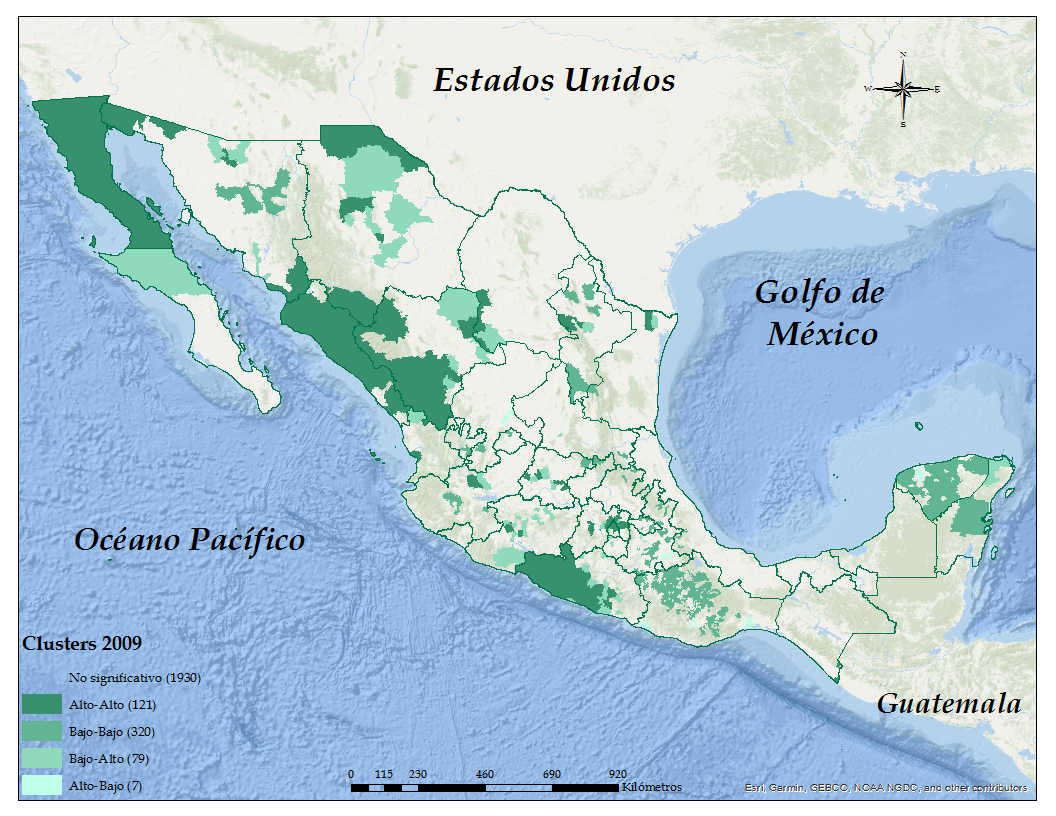 Estados Unidos
N
W
E
S
Golfo de
México
Océano Pacífico
Guatemala
Clusters 2009
No significativo (1930)
Alto-Alto (121)
Bajo-Bajo (320)
Bajo-Alto (79)
Alto-Bajo (7)
0 115 230 460 690 920
Kilómetros
Esri, Garmin, GEBCO, NOAA NGDC, and other contributors